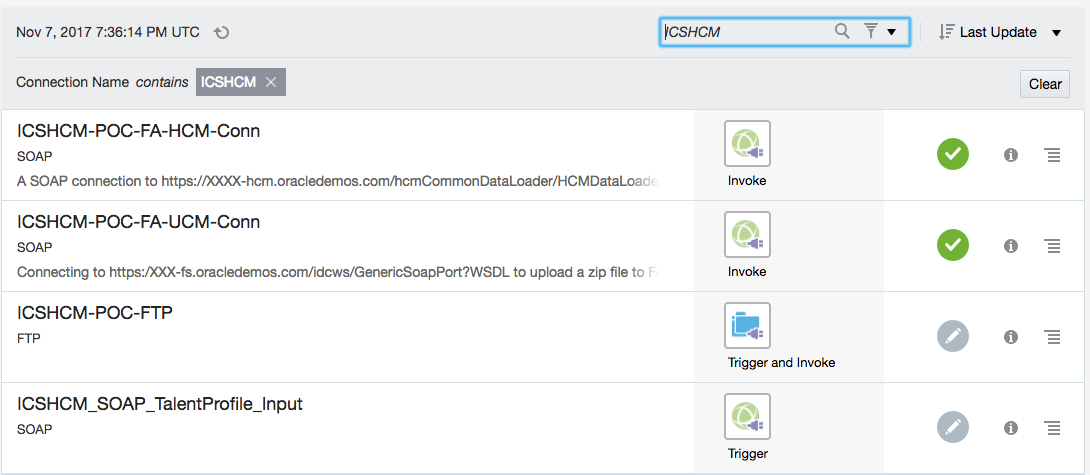 Nov 7, 2017 7:36:14 PM UTC
ICSHCM
Last Update
Connection Name contains ICSHCM
Clear
ICSHCM-POC-FA-HCM-Conn
SOAP
A SOAP connection to https://XXXX-hcm.oracledemos.com/hcmCommonDataLoader/HCMDataLoade
Invoke
ICSHCM-POC-FA-UCM-Conn
SOAP
Connecting to https:/XXX-fs.oracledemos.com/idcws/GenericSoapPort?WSDL to upload a zip file to FA
Invoke
ICSHCM-POC-FTP
FTP
Trigger and Invoke
ICSHCM_SOAP_TalentProfile_Input
SOAP
Trigger